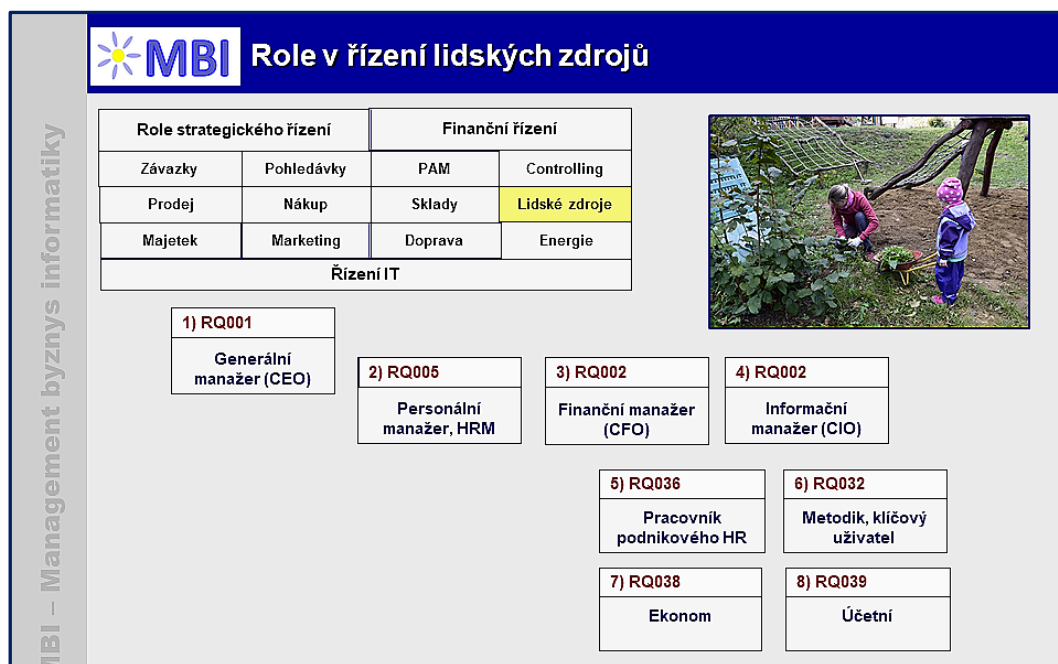 MBI
Role v řízení lidských zdrojů
Role strategického řízení
Finanční řízení
Závazky
Pohledávky
PAM
Controlling
Prodej
Nákup
Sklady
Lidské zdroje
Majetek
Marketing
Doprava
Energie
Řízení IT
1) RQ001
Generální
manažer (CEO)
2) RQ005
Personální
manažer, HRM
3) RQ002
Finanční manažer
(CFO)
4) RQ002
Informační
manažer (CIO)
5) RQ036
Pracovník
podnikového HR
6) RQ032
Metodik, klíčový
uživatel
7) RQ038
Ekonom
8) RQ039
Účetní
MBI – Management byznys informatiky